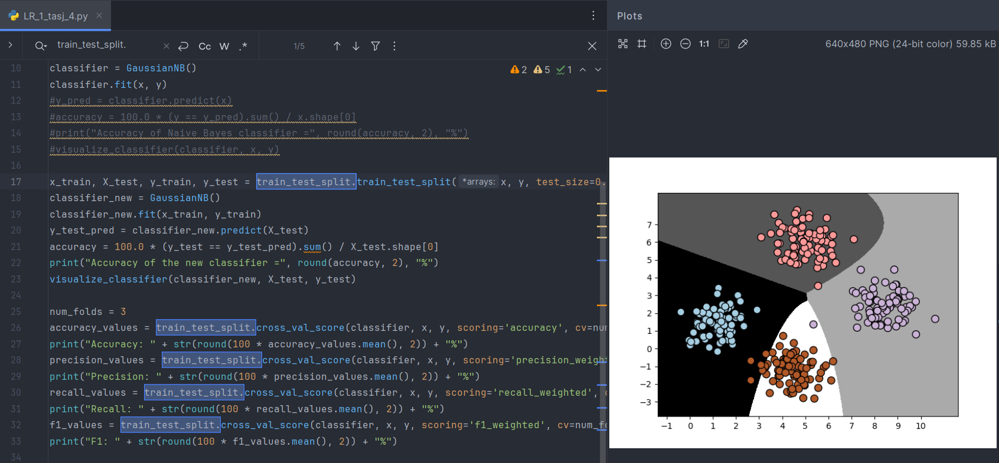 LR_1_tasj_4.py
Plots
train_test_split.
Cc
W
.*
1/5
1:1
640x480 PNG (24-bit color) 59.85 kB
2
5
1
10 classifier = GaussianNB()
11 classifier.fit(x, y)
12 #y_pred = classifier.predict(x)
13 #accuracy = 100.0 * (y == y_pred).sum() / x.shape[0]
14 #print("Accuracy of Naive Bayes classifier =", round(accuracy, 2), "%")
15 #visualize_classifier(classifier, x, y)
16
17 x_train, X_test, y_train, y_test = train_test_split.train_test_split( *arrays: x, y, test_size=0.
18 classifier_new = GaussianNB()
19 classifier_new.fit(x_train, y_train)
20 y_test_pred = classifier_new.predict(X_test)
21 accuracy = 100.0 * (y_test == y_test_pred).sum() / X_test.shape[0]
22 print("Accuracy of the new classifier =", round(accuracy, 2), "%")
23 visualize_classifier(classifier_new, X_test, y_test)
24
25 num_folds = 3
26 accuracy_values = train_test_split.cross_val_score(classifier, x, y, scoring='accuracy', cv=num
27 print("Accuracy: " + str(round(100 * accuracy_values.mean(), 2)) + "%")
28 precision_values = train_test_split.cross_val_score(classifier, x, y, scoring='precision_weight
29 print("Precision: " + str(round(100 * precision_values.mean(), 2)) + "%")
30 recall_values = train_test_split.cross_val_score(classifier, x, y, scoring='recall_weighted',
31 print("Recall: " + str(round(100 * recall_values.mean(), 2)) + "%")
32 f1_values = train_test_split.cross_val_score(classifier, x, y, scoring='f1_weighted', cv=num_fo
33 print("F1: " + str(round(100 * f1_values.mean(), 2)) + "%")
34
7
6
5
4
3
2
1
0
−1
−2
−3
−1 0 1 2 3 4 5 6 7 8 9 10